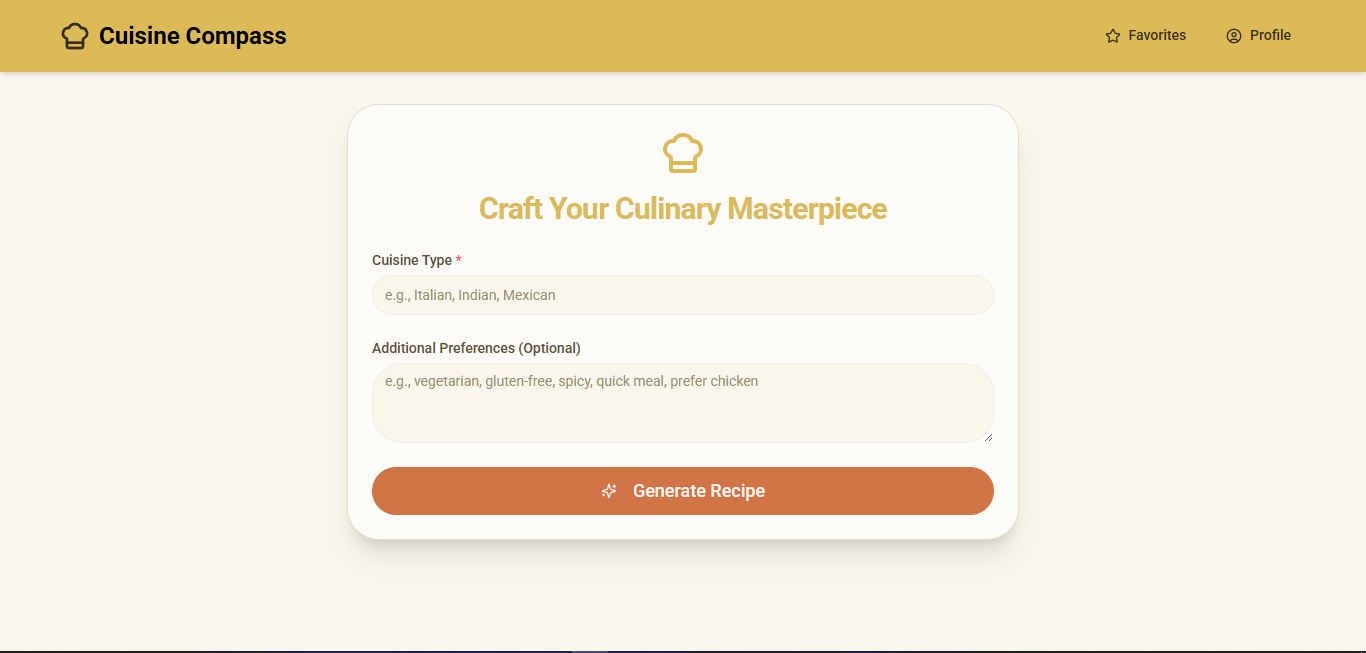 Cuisine Compass
Favorites
Profile
Craft Your Culinary Masterpiece
Cuisine Type *
e.g., Italian, Indian, Mexican
Additional Preferences (Optional)
e.g., vegetarian, gluten-free, spicy, quick meal, prefer chicken
Generate Recipe